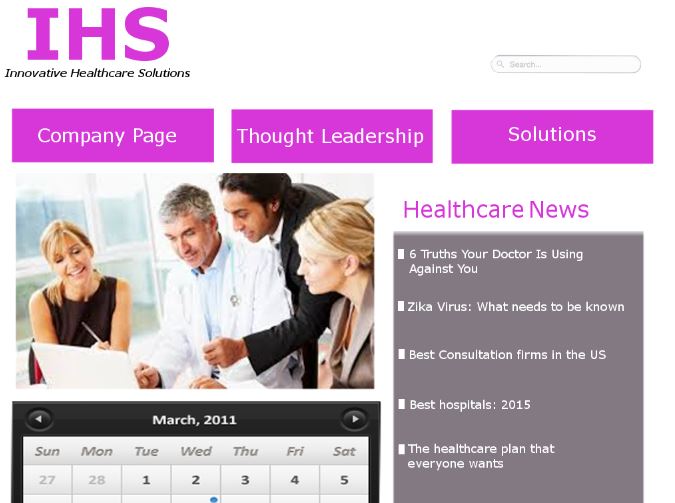 IHS
Innovative Healthcare Solutions
Search...
Company Page
Thought Leadership
Solutions
Healthcare News
6 Truths Your Doctor Is Using
Against You
Zika Virus: What needs to be known
Best Consultation firms in the US
Best hospitals: 2015
The healthcare plan that
everyone wants
March, 2011
Sun Mon Tue Wed Thu Fri Sat
27 28 1 2 3 4 5